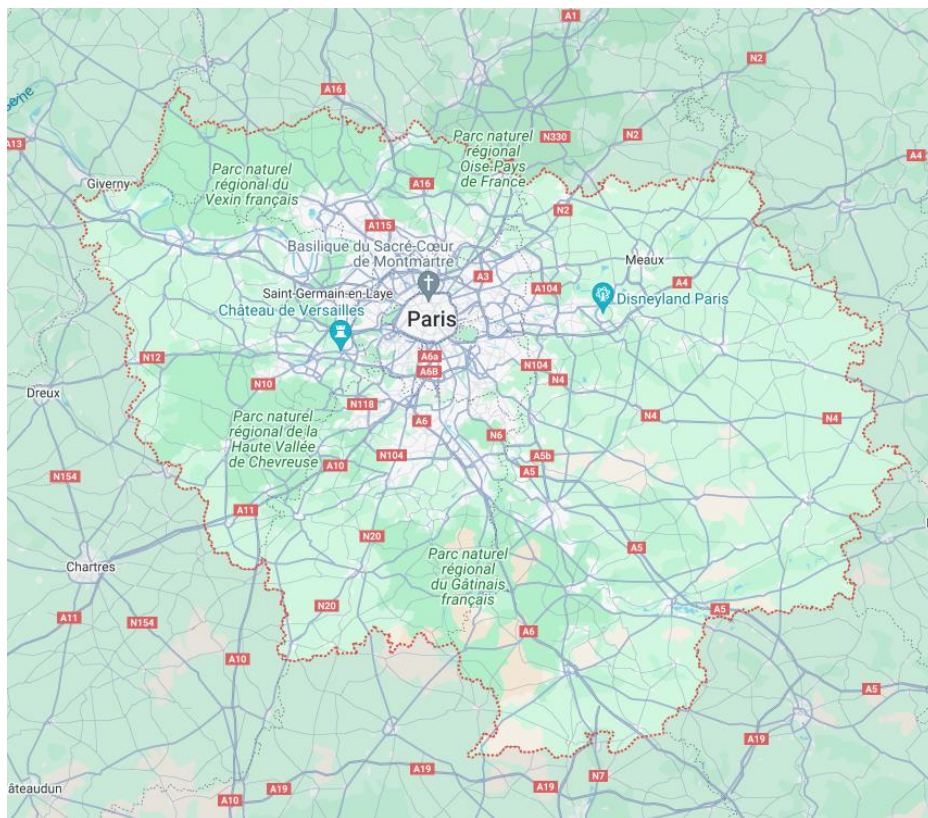 A1
N2
A16
Seine
A13
N330
N2
Parc naturel
régional
Oise-Pays
de France
A4
Giverny
Parc naturel
régional du
Vexin français
A16
N2
A115
Basilique du Sacré-Cœur
de Montmartre
Meaux
A3
A4
A104
Saint-Germain-en-Laye
Disneyland Paris
Château de Versailles
Paris
N12
A6a
A6B
N104
N4
N10
Dreux
N118
Parc naturel
régional de la
Haute Vallée
de Chevreuse
A6
N4
N4
N6
N104
A5b
A10
A5
N154
A11
N20
A5
Chartres
Parc naturel
régional
du Gâtinais
français
N20
A5
A11
N154
A6
A10
A5
A19
A19
N7
âteaudun
A19
A19
A10
A1